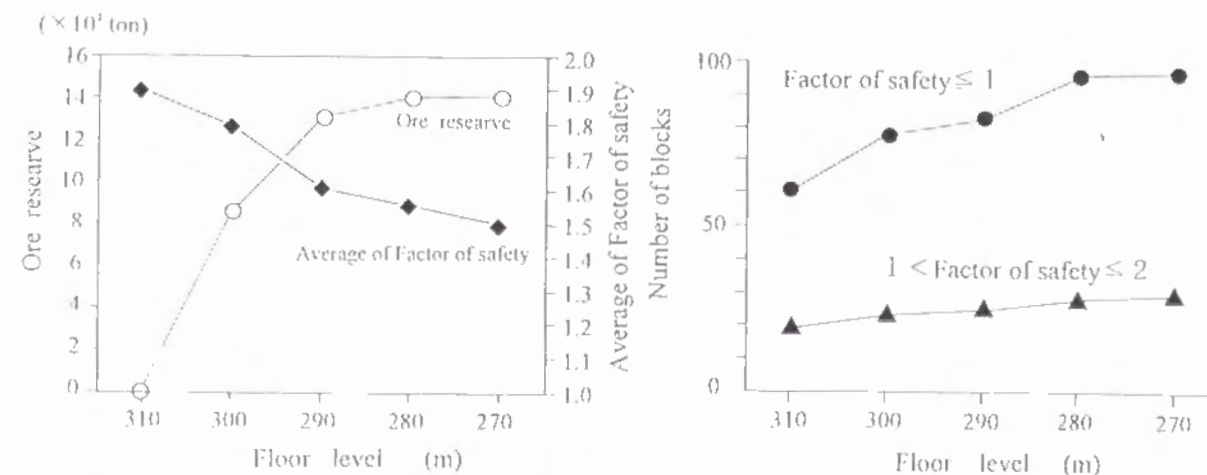 ton)
16
14
12
10
8
6
4
2
0
Ore researve
2.0
1.9
1.8
1.7
1.6
1.5
1.4
1.3
1.2
1.1
1.0
Average of Factor of safety
Ore researve
Average of Factor of safety
310 300 290 280 270
Floor level (m)
100
50
0
Number of blocks
Factor of safety≦ 1
1 < Factor of safety≦ 2
310 300 290 280 270
Floor level (m)